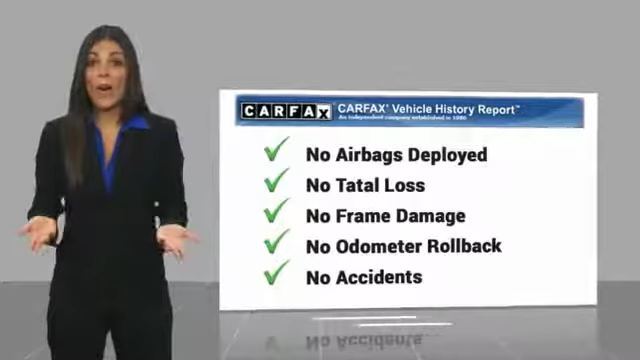 CARFAX CARFAX® Vehicle History Report™
An independent company established in 1986
No Airbags Deployed
No Tatal Loss
No Frame Damage
No Odometer Rollback
No Accidents